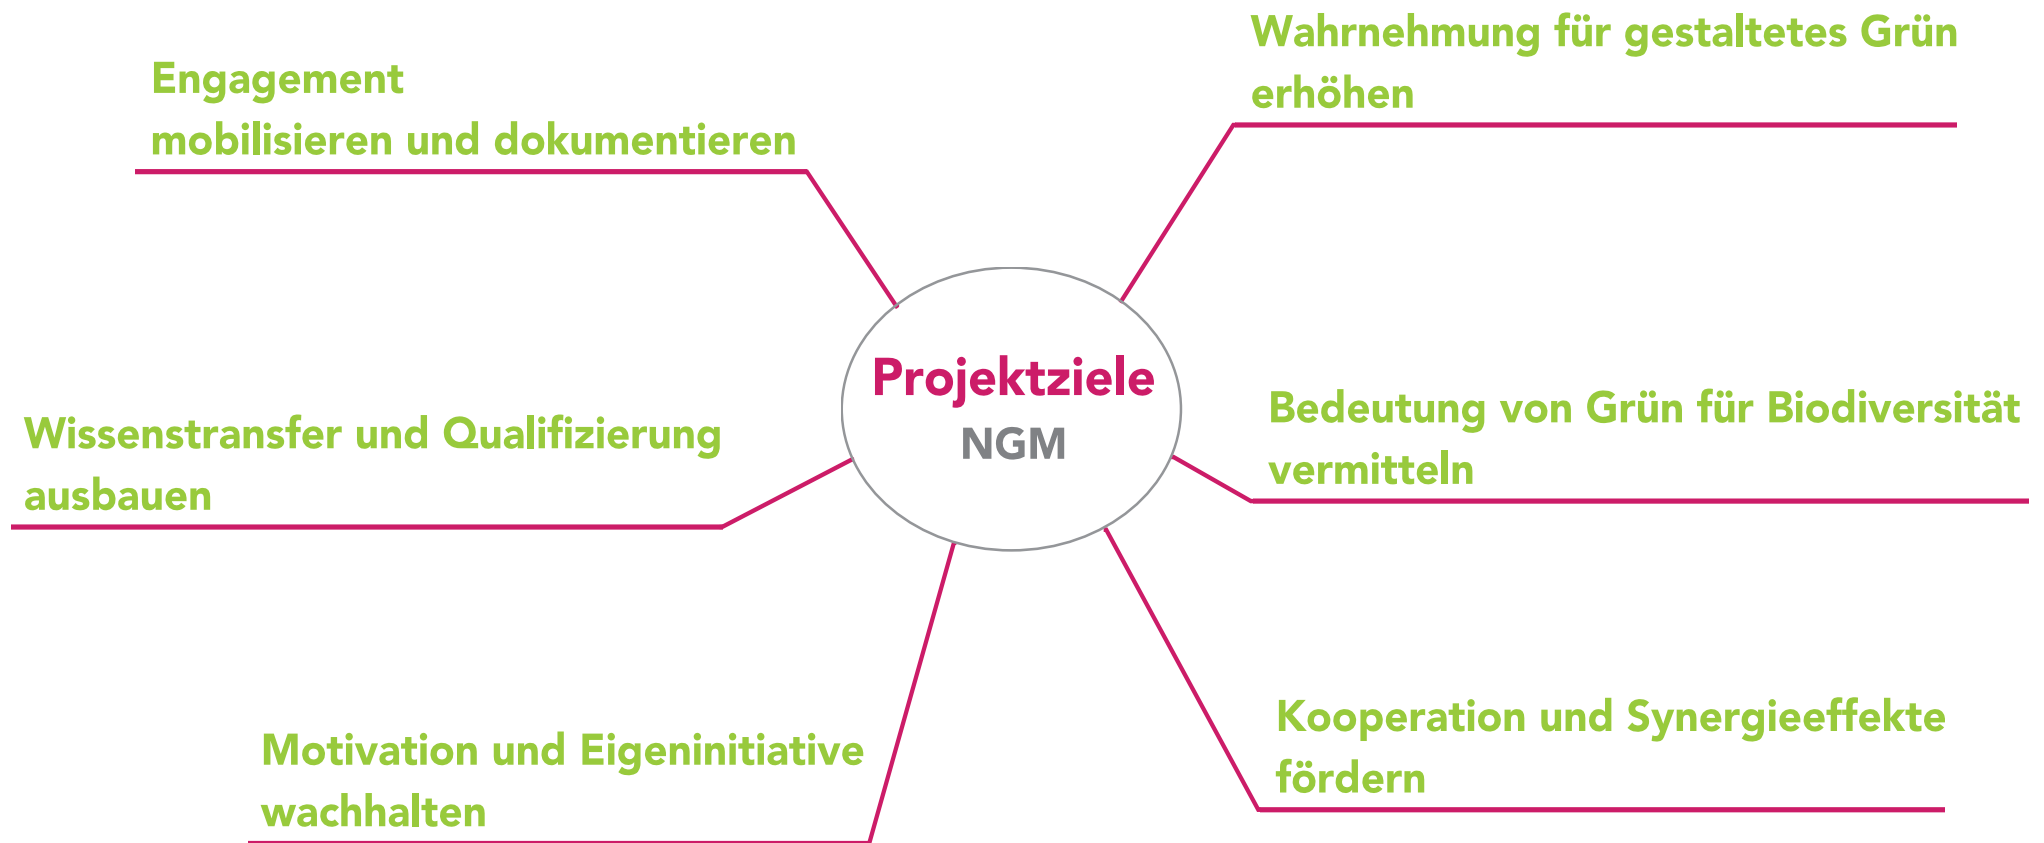 Engagement
mobilisieren und dokumentieren
Wahrnehmung für gestaltetes Grün
erhöhen
Projektziele
NGM
Wissenstransfer und Qualifizierung
ausbauen
Bedeutung von Grün für Biodiversität
vermitteln
Motivation und Eigeninitiative
wachhalten
Kooperation und Synergieeffekte
fördern